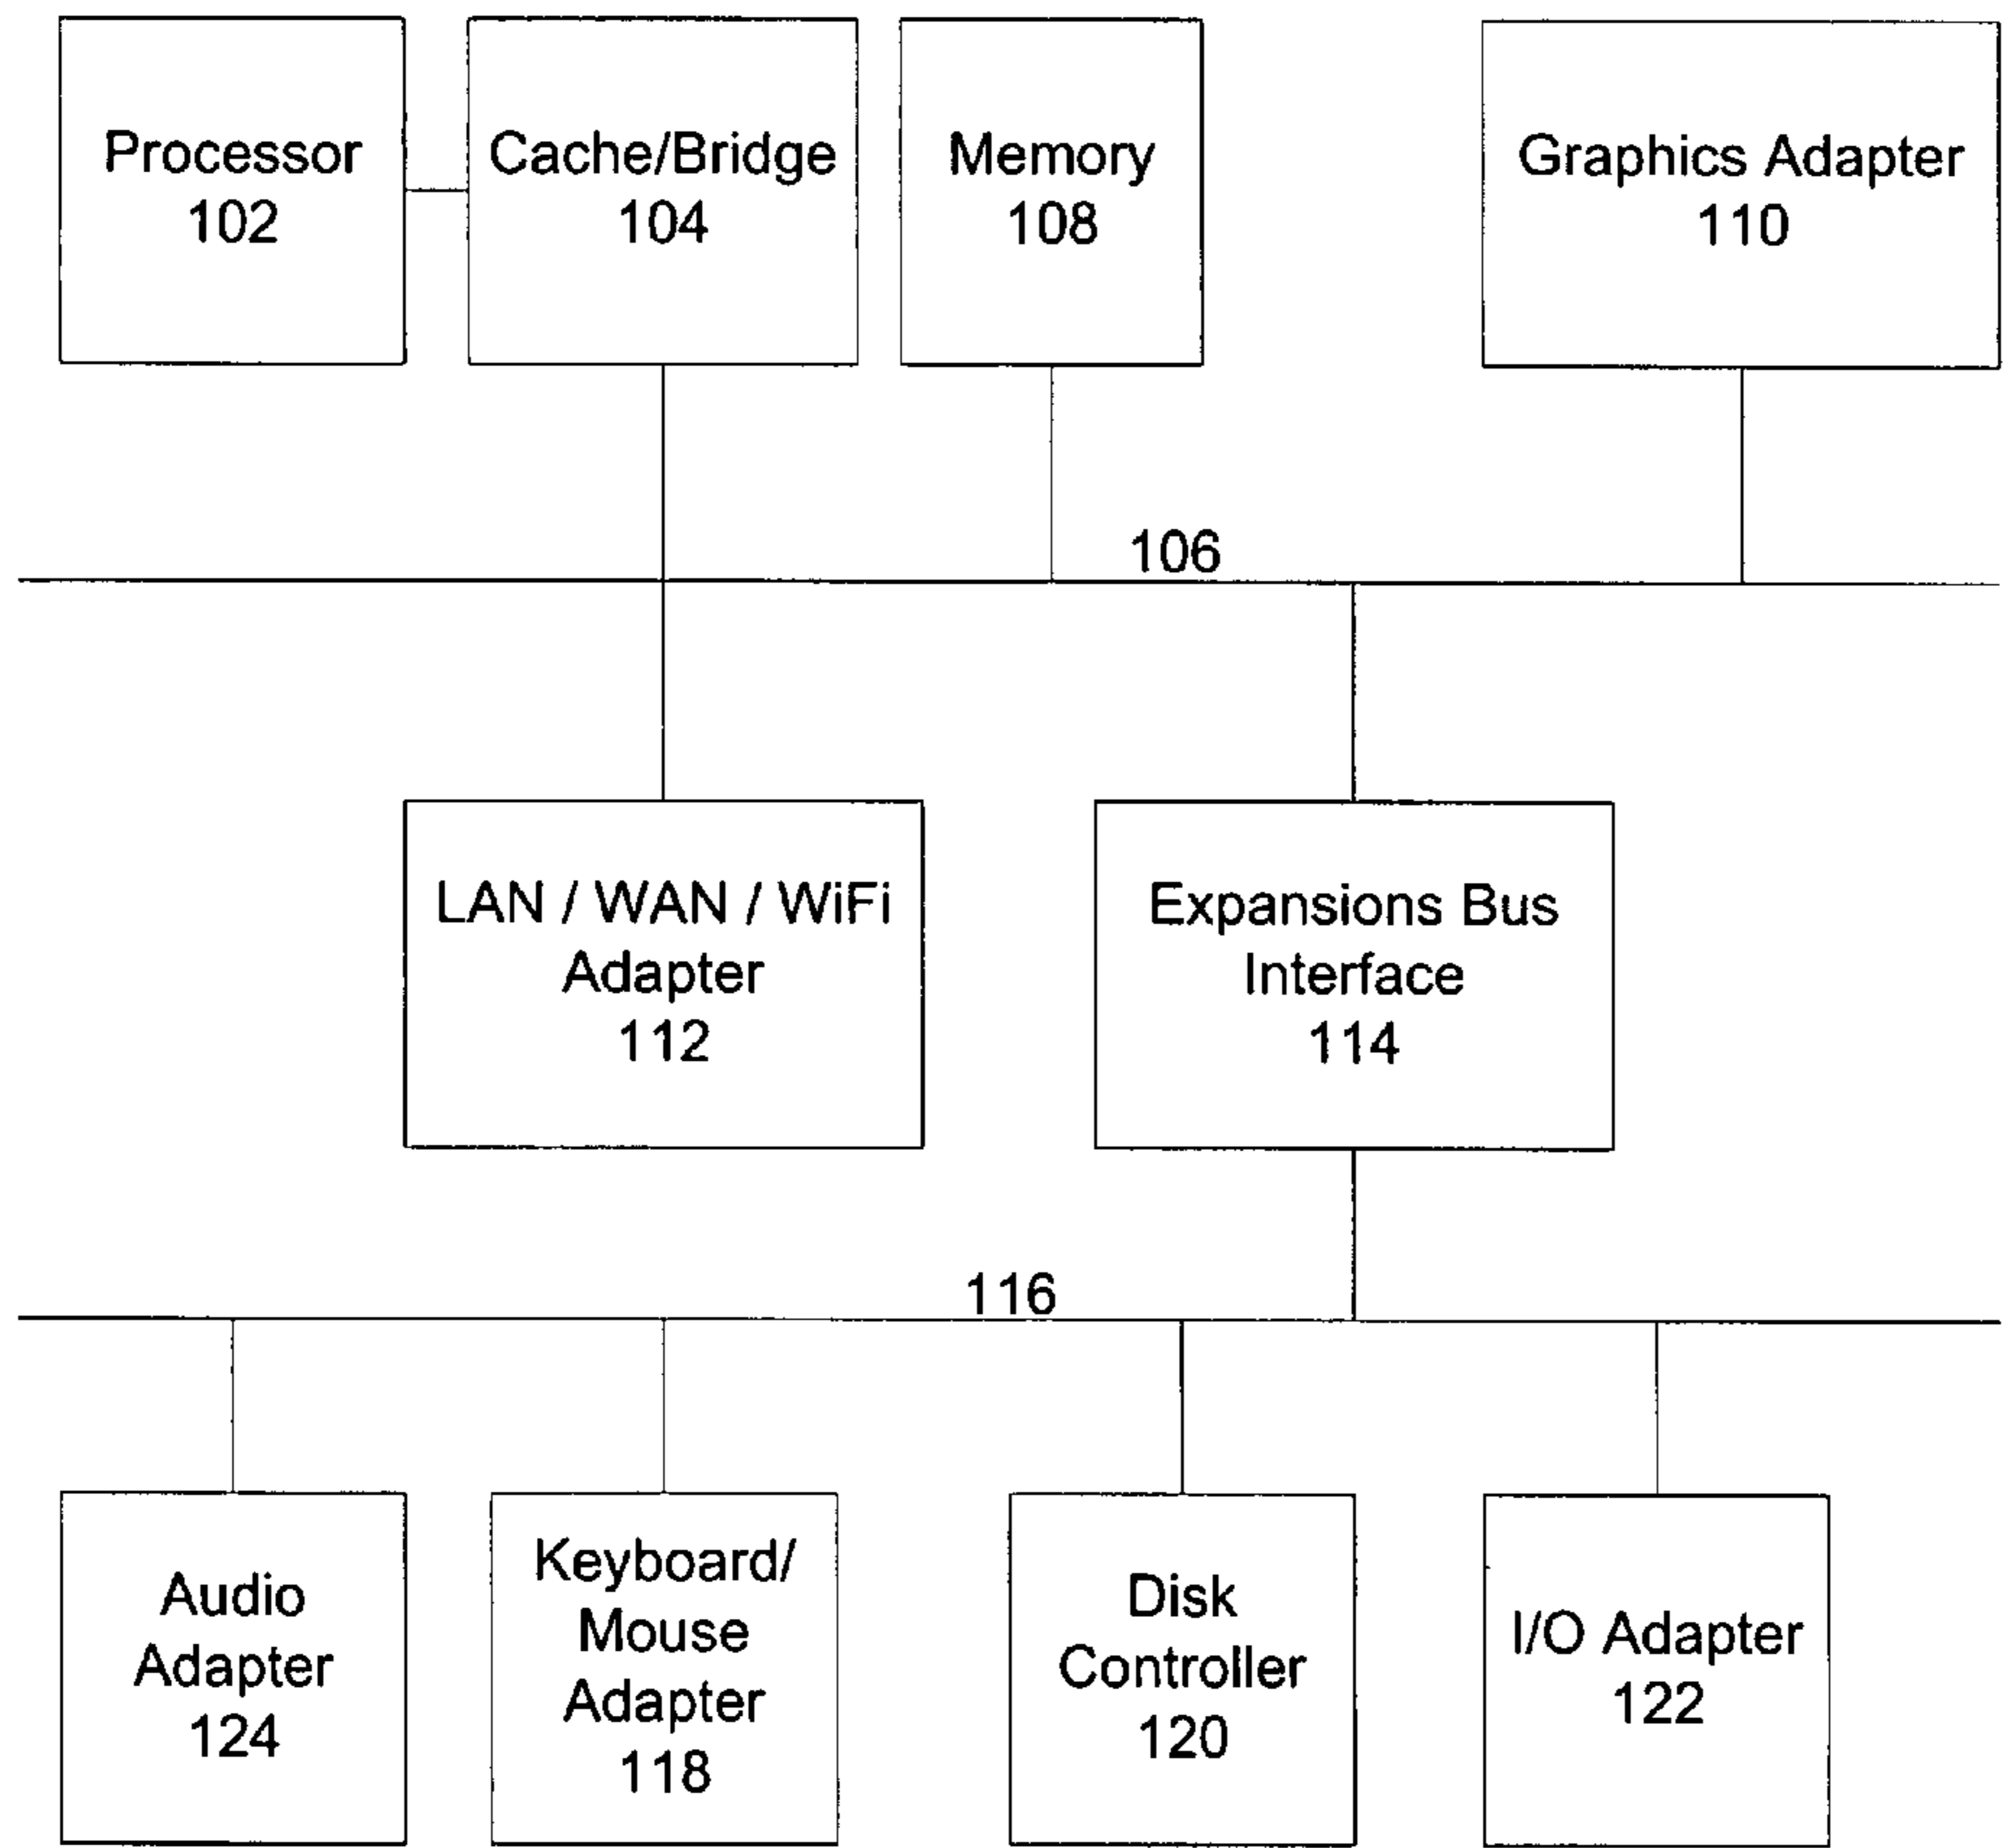 Processor
102
Cache/Bridge
104
Memory
108
Graphics Adapter
110
106
LAN / WAN / WiFi
Adapter
112
Expansions Bus
Interface
114
116
Audio
Adapter
124
Keyboard/
Mouse
Adapter
118
Disk
Controller
120
I/O Adapter
122